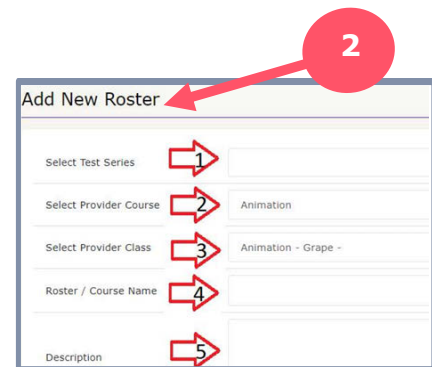 2
Add New Roster
Select Test Series 1
Select Provider Course 2 Animation
Select Provider Class 3 Animation - Grape -
Roster / Course Name 4
Description 5